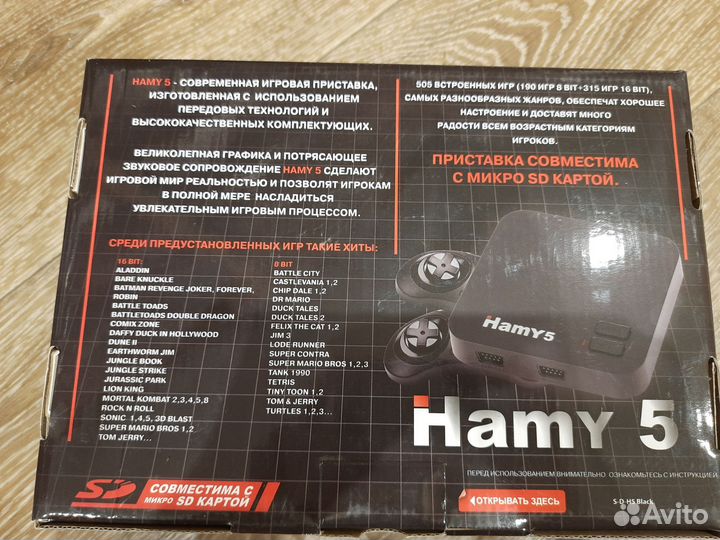 HAMY 5 - СОВРЕМЕННАЯ ИГРОВАЯ ПРИСТАВКА,
ИЗГОТОВЛЕННАЯ С ИСПОЛЬЗОВАНИЕМ
ПЕРЕДОВЫХ ТЕХНОЛОГИЙ И
ВЫСОКОКАЧЕСТВЕННЫХ КОМПЛЕКТУЮЩИХ.
ВЕЛИКОЛЕПНАЯ ГРАФИКА И ПОТРЯСАЮЩЕЕ
ЗВУКОВОЕ СОПРОВОЖДЕНИЕ HAMY 5 СДЕЛАЮТ
ИГРОВОЙ МИР РЕАЛЬНОСТЬЮ И ПОЗВОЛЯТ ИГРОКАМ
В ПОЛНОЙ МЕРЕ НАСЛАДИТЬСЯ
УВЛЕКАТЕЛЬНЫМ ИГРОВЫМ ПРОЦЕССОМ.
505 ВСТРОЕННЫХ ИГР (190 ИГР 8 BIT+315 ИГР 16 BIT),
САМЫХ РАЗНООБРАЗНЫХ ЖАНРОВ, ОБЕСПЕЧАТ ХОРОШЕЕ
НАСТРОЕНИЕ И ДОСТАВЯТ МНОГО
РАДОСТИ ВСЕМ ВОЗРАСТНЫМ КАТЕГОРИЯМ
ИГРОКОВ.
ПРИСТАВКА СОВМЕСТИМА
С МИКРО SD КАРТОЙ.
СРЕДИ ПРЕДУСТАНОВЛЕННЫХ ИГР ТАКИЕ ХИТЫ:
16 BIT:
ALADDIN
BARE KNUCKLE
BATMAN REVENGE JOKER, FOREVER,
ROBIN
BATTLE TOADS
BATTLETOADS DOUBLE DRAGON
COMIX ZONE
DAFFY DUCK IN HOLLYWOOD
DUNE II
EARTHWORM JIM
JUNGLE BOOK
JUNGLE STRIKE
JURASSIC PARK
LION KING
MORTAL KOMBAT 2,3,4,5,8
ROCK N ROLL
SONIC 1,4,5, 3D BLAST
SUPER MARIO BROS 1,2
TOM JERRY...
8 BIT
BATTLE CITY
CASTLEVANIA 1,2
CHIP DALE 1,2
DR MARIO
DUCK TALES
DUCK TALES 2
FELIX THE CAT 1,2
JIM 3
LODE RUNNER
SUPER CONTRA
SUPER MARIO BROS 1,2,3
TANK 1990
TETRIS
TINY TOON 1,2
TOM & JERRY
TURTLES 1,2,3...
HamY5
HamY 5
ПЕРЕД ИСПОЛЬЗОВАНИЕМ ВНИМАТЕЛЬНО ОЗНАКОМЬТЕСЬ С ИНСТРУКЦИЕЙ
SD
СОВМЕСТИМА С
МИКРО SD КАРТОЙ
ОТКРЫВАТЬ ЗДЕСЬ
S-D-HS Black
Avito